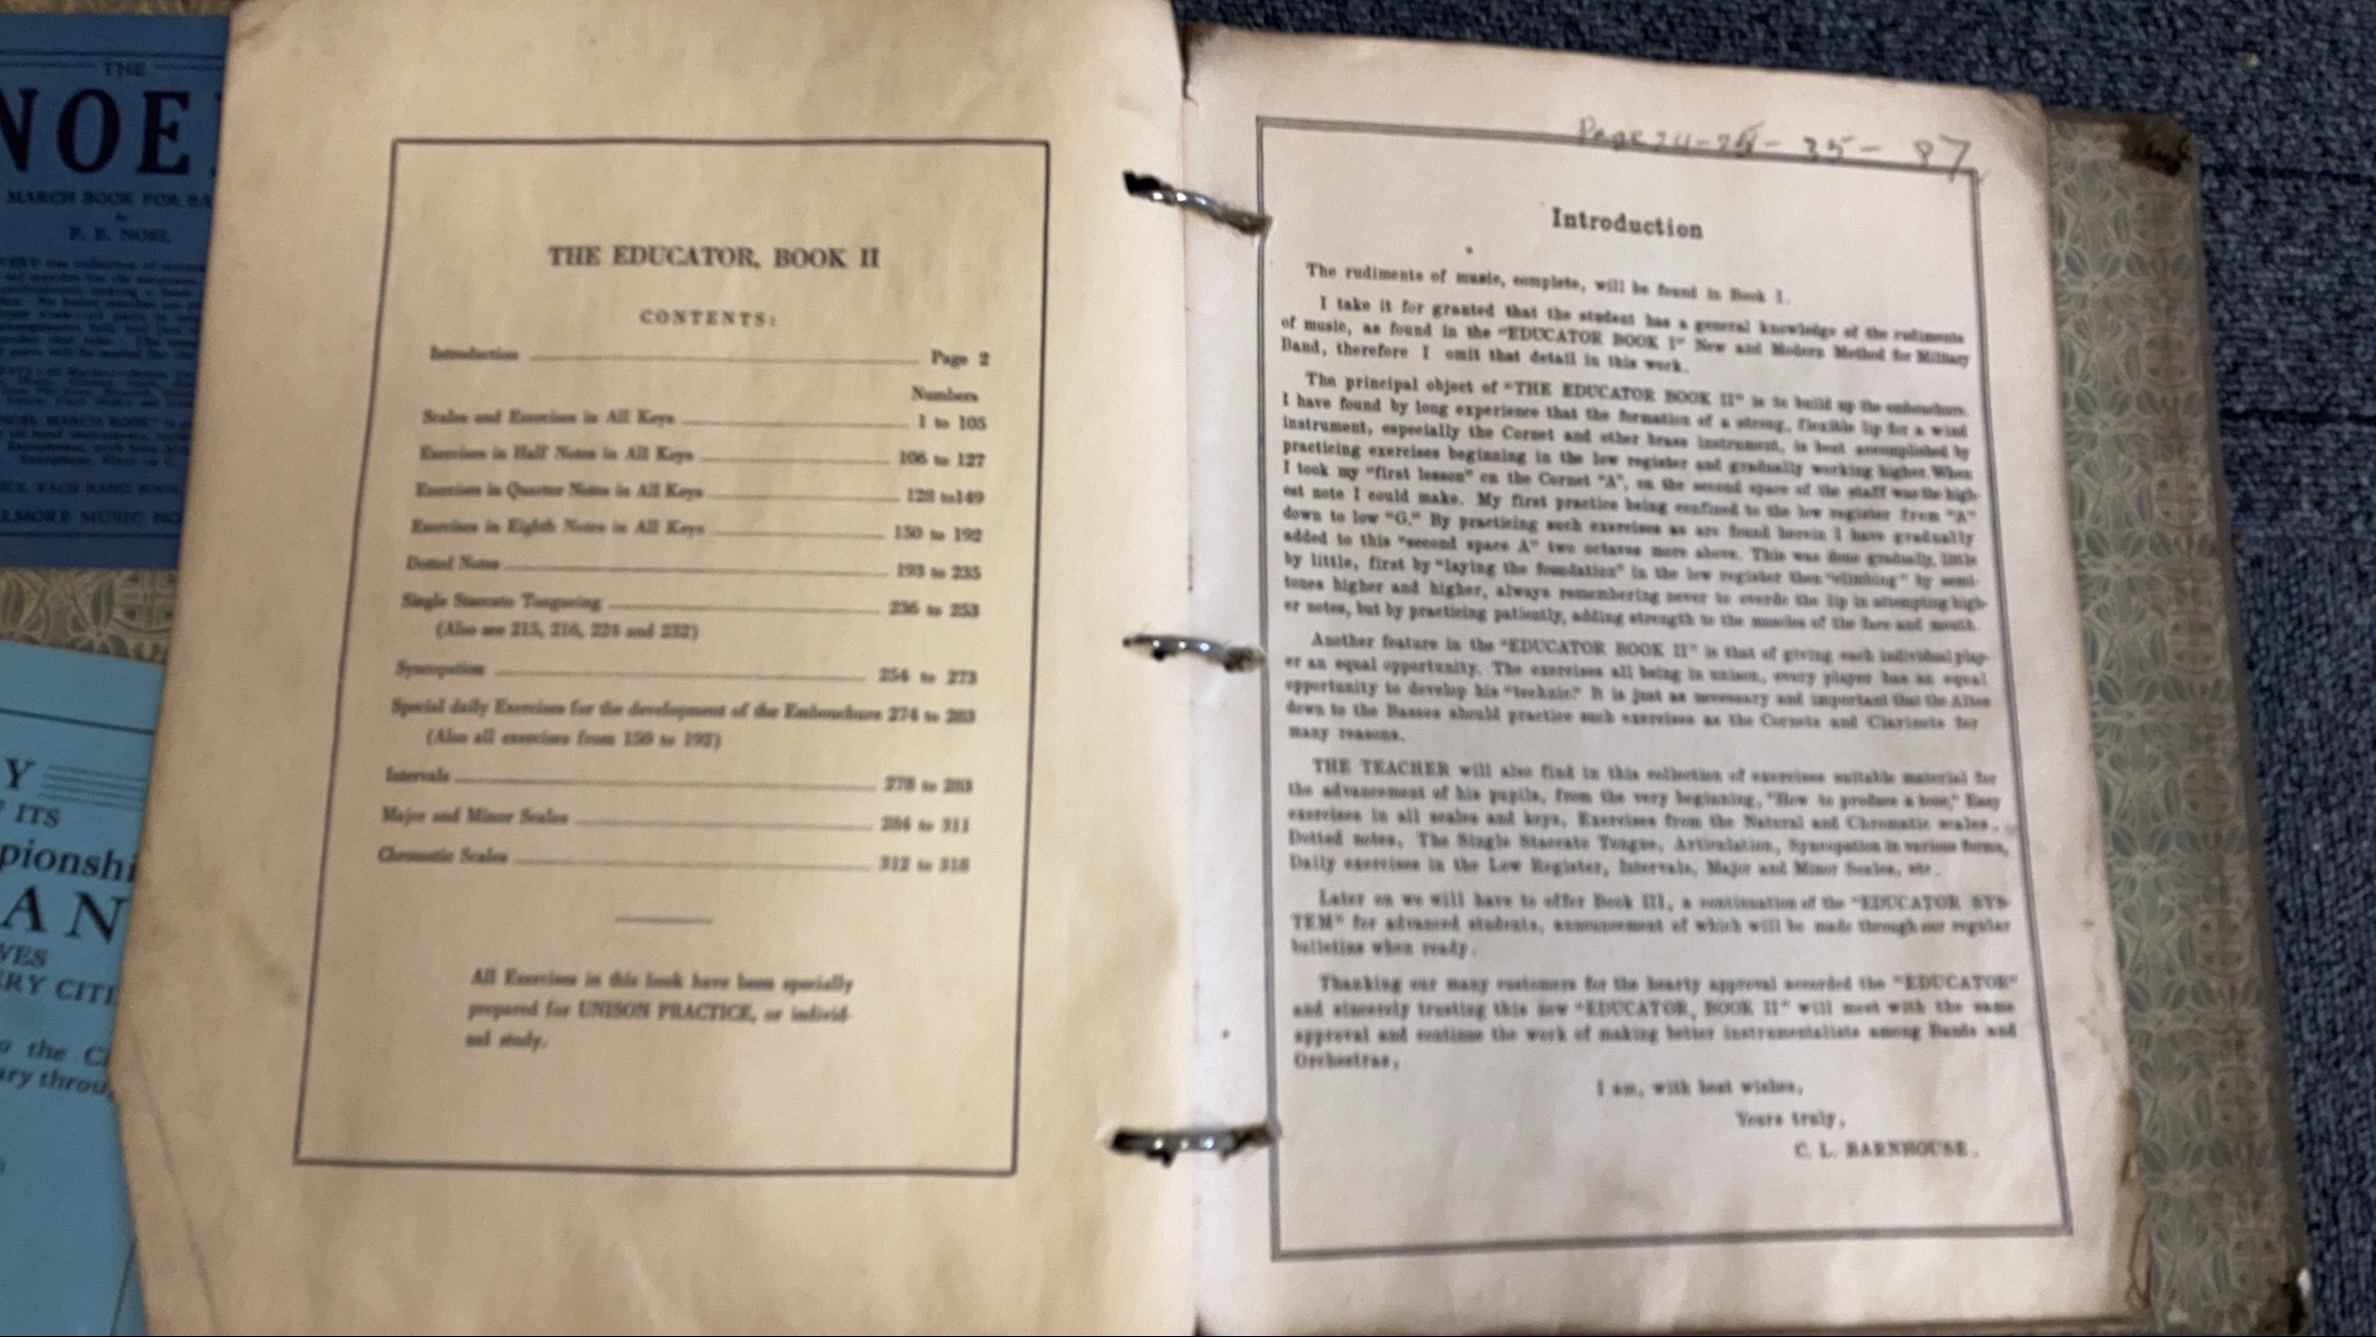 THE
NOE
MARCH BOOK FOR BA
by
F. E. NOEL
Y
ITS
pionshi
AN
VES
RY CITI
o the C
ary throu
THE EDUCATOR, BOOK II
CONTENTS:
Introduction Page 2
Numbers
Scales and Exercises in All Keys 1 to 105
Exercises in Half Notes in All Keys 106 to 127
Exercises in Quarter Notes in All Keys 128 to 149
Exercises in Eighth Notes in All Keys 150 to 192
Dotted Notes 193 to 235
Single Staccato Tongueing 236 to 253
(Also see 215, 216, 224 and 232)
Syncopation 254 to 273
Special daily Exercises for the development of the Embouchure 274 to 283
(Also all exercises from 150 to 192)
Intervals 278 to 283
Major and Minor Scales 284 to 311
Chromatic Scales 312 to 318
All Exercises in this book have been specially
prepared for UNISON PRACTICE, or individ-
ual study.
Page 24- - 35- 87
Introduction
The rudiments of music, complete, will be found in Book I.
I take it for granted that the student has a general knowledge of the rudiments
of music, as found in the "EDUCATOR BOOK I" New and Modern Method for Military
Band, therefore I omit that detail in this work.
The principal object of "THE EDUCATOR BOOK II" is to build up the embouchure.
I have found by long experience that the formation of a strong, flexible lip for a wind
instrument, especially the Cornet and other brass instrument, is best accomplished by
practicing exercises beginning in the low register and gradually working higher. When
I took my "first lesson" on the Cornet "A", on the second space of the staff was the high-
est note I could make. My first practice being confined to the low register from "A"
down to low "G." By practicing such exercises as are found herein I have gradually
added to this "second space A" two octaves more above. This was done gradually, little
by little, first by "laying the foundation" in the low register then "climbing" by semi-
tones higher and higher, always remembering never to overdo the lip in attempting high-
er notes, but by practicing patiently, adding strength to the muscles of the face and mouth.
Another feature in the "EDUCATOR BOOK II" is that of giving each individual play-
er an equal opportunity. The exercises all being in unison, every player has an equal
opportunity to develop his "technic." It is just as necessary and important that the Altos
down to the Basses should practice such exercises as the Cornets and Clarinets for
many reasons.
THE TEACHER will also find in this collection of exercises suitable material for
the advancement of his pupils, from the very beginning, "How to produce a tone," Easy
exercises in all scales and keys, Exercises from the Natural and Chromatic scales,
Dotted notes, The Single Staccato Tongue, Articulation, Syncopation in various forms,
Daily exercises in the Low Register, Intervals, Major and Minor Scales, etc.
Later on we will have to offer Book III, a continuation of the "EDUCATOR SYS-
TEM" for advanced students, announcement of which will be made through our regular
bulletins when ready.
Thanking our many customers for the hearty approval accorded the "EDUCATOR"
and sincerely trusting this new "EDUCATOR, BOOK II" will meet with the same
approval and continue the work of making better instrumentalists among Bands and
Orchestras,
I am, with best wishes,
Yours truly,
C. L. BARNHOUSE.